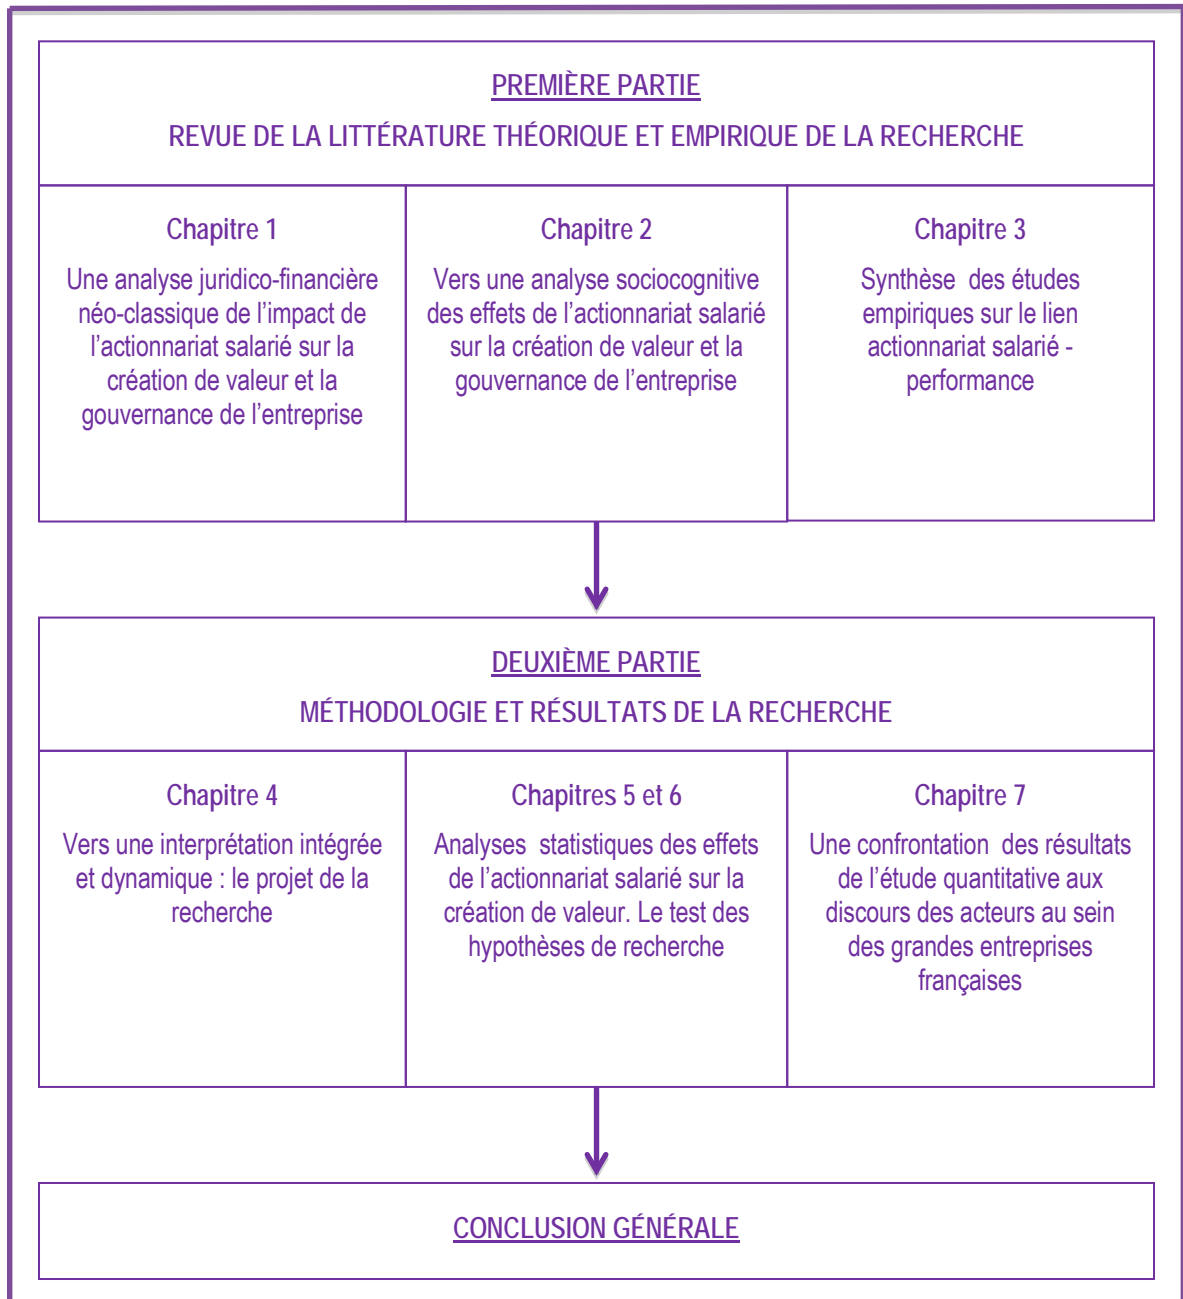 PREMIÈRE PARTIE
REVUE DE LA LITTÉRATURE THÉORIQUE ET EMPIRIQUE DE LA RECHERCHE
Chapitre 1
Une analyse juridico-financière
néo-classique de l’impact de
l’actionnariat salarié sur la
création de valeur et la
gouvernance de l’entreprise
Chapitre 2
Vers une analyse sociocognitive
des effets de l’actionnariat salarié
sur la création de valeur et la
gouvernance de l’entreprise
Chapitre 3
Synthèse des études
empiriques sur le lien
actionnariat salarié -
performance
DEUXIÈME PARTIE
MÉTHODOLOGIE ET RÉSULTATS DE LA RECHERCHE
Chapitre 4
Vers une interprétation intégrée
et dynamique : le projet de la
recherche
Chapitres 5 et 6
Analyses statistiques des effets
de l’actionnariat salarié sur la
création de valeur. Le test des
hypothèses de recherche
Chapitre 7
Une confrontation des résultats
de l’étude quantitative aux
discours des acteurs au sein
des grandes entreprises
françaises
CONCLUSION GÉNÉRALE